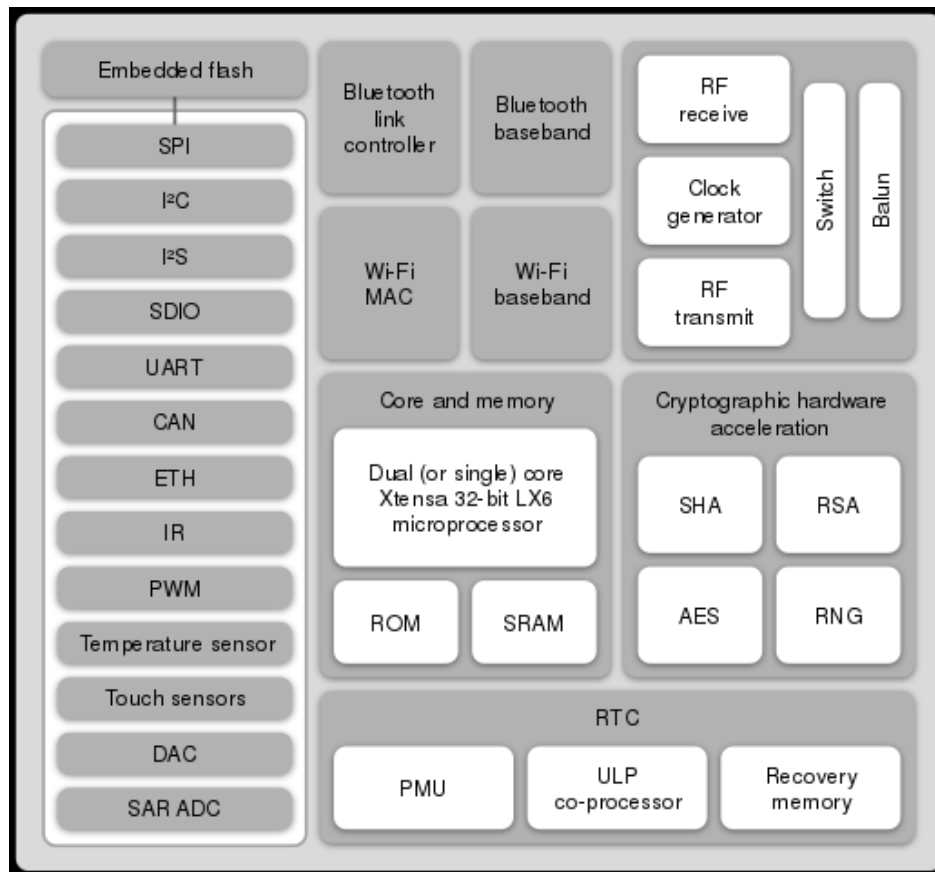 Embedded flash
SPI
I²C
I²S
SDIO
UART
CAN
ETH
IR
PWM
Temperature sensor
Touch sensors
DAC
SAR ADC
Bluetooth
link
controller
Bluetooth
baseband
Wi-Fi
MAC
Wi-Fi
baseband
RF
receive
Clock
generator
RF
transmit
Switch
Balun
Core and memory
Dual (or single) core
Xtensa 32-bit LX6
microprocessor
ROM
SRAM
Cryptographic hardware
acceleration
SHA
RSA
AES
RNG
RTC
PMU
ULP
co-processor
Recovery
memory